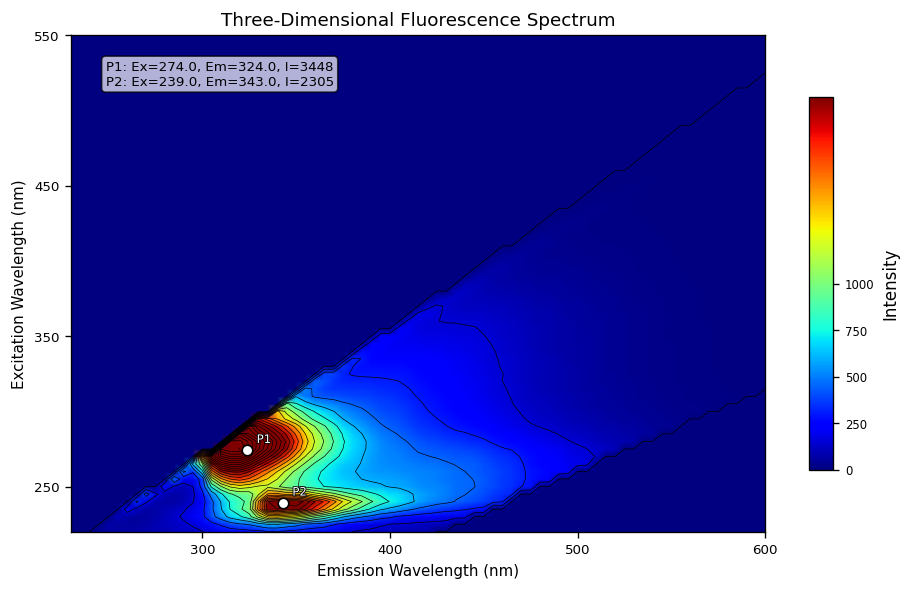 Three-Dimensional Fluorescence Spectrum
550
450
350
250
Excitation Wavelength (nm)
P1: Ex=274.0, Em=324.0, I=3448
P2: Ex=239.0, Em=343.0, I=2305
P1
P2
300
400
500
600
Emission Wavelength (nm)
1000
750
500
250
0
Intensity